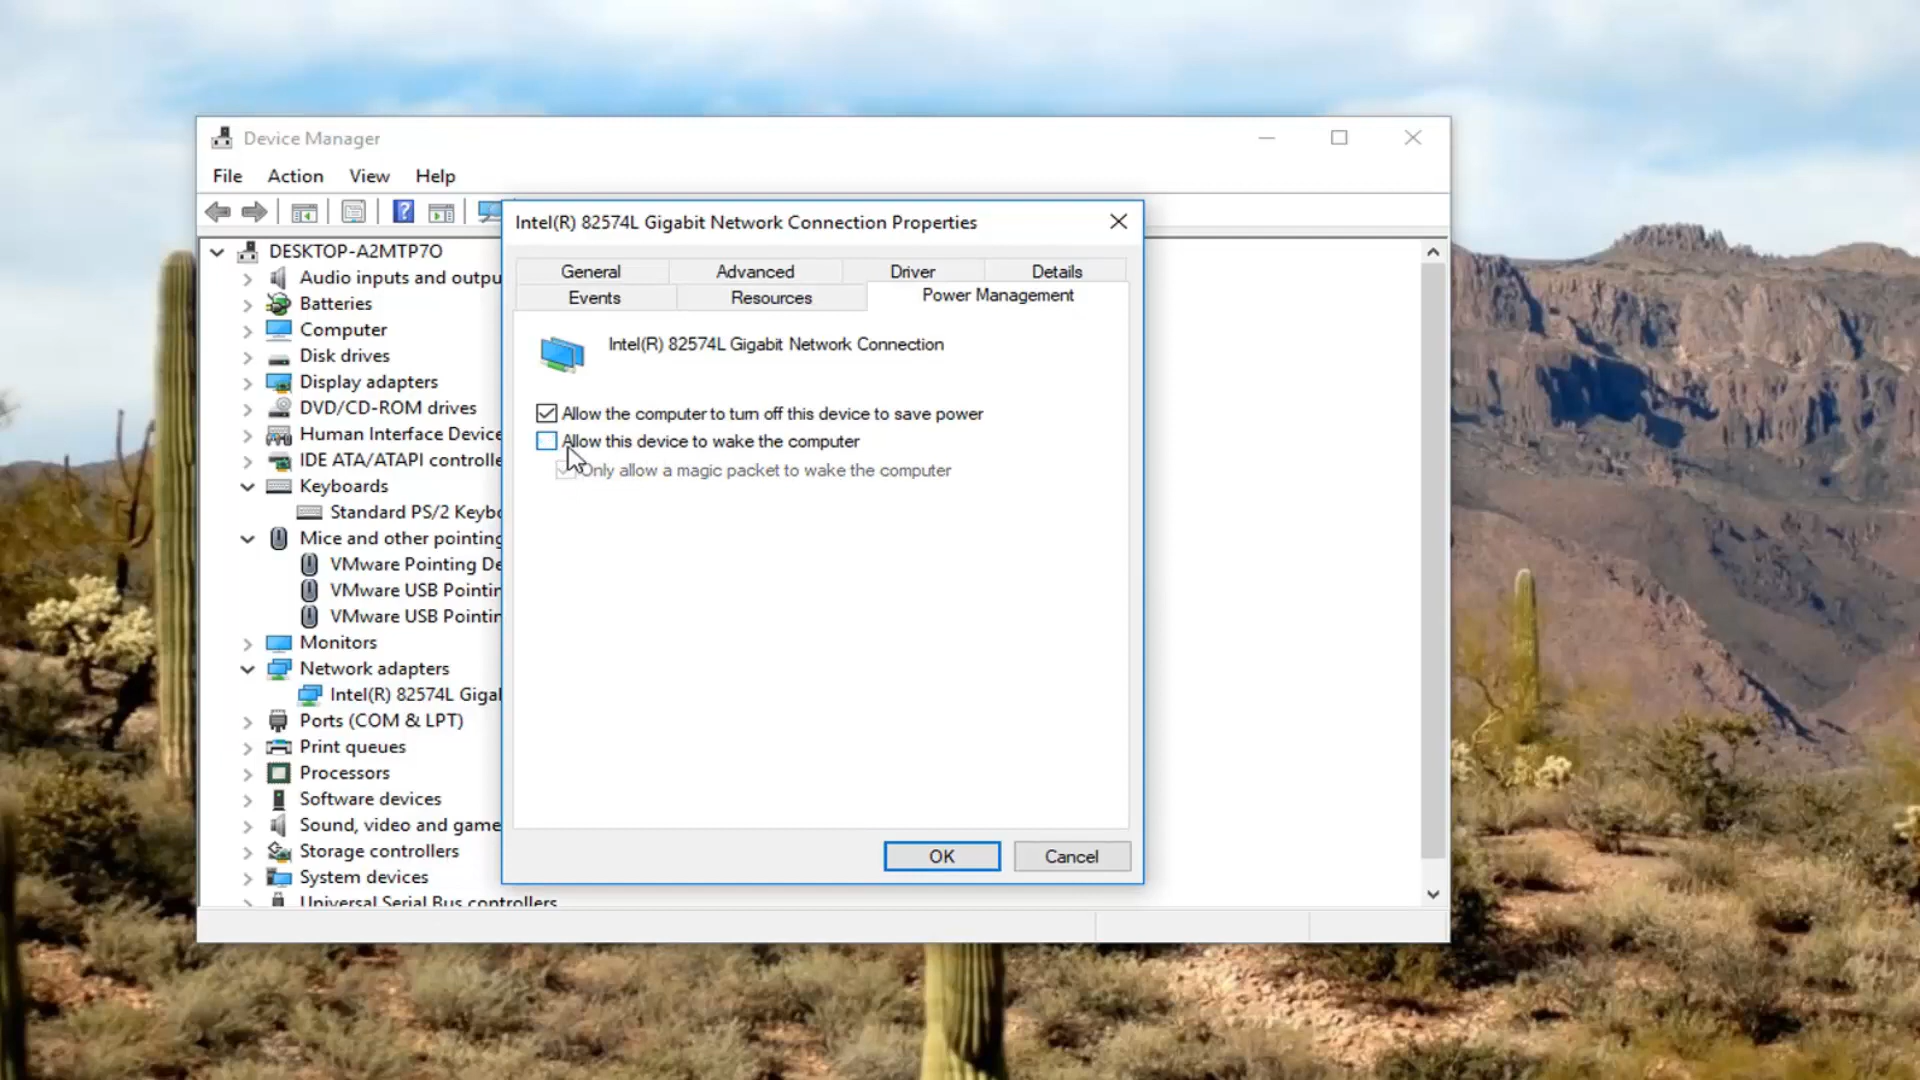 Device Manager
File Action View Help
Intel(R) 82574L Gigabit Network Connection Properties
General Advanced Driver Details
Events Resources Power Management
Intel(R) 82574L Gigabit Network Connection
Allow the computer to turn off this device to save power
Allow this device to wake the computer
Only allow a magic packet to wake the computer
OK Cancel
DESKTOP-A2MTP7O
Audio inputs and outpu
Batteries
Computer
Disk drives
Display adapters
DVD/CD-ROM drives
Human Interface Device
IDE ATA/ATAPI controlle
Keyboards
Standard PS/2 Keybo
Mice and other pointing
VMware Pointing De
VMware USB Pointin
VMware USB Pointin
Monitors
Network adapters
Intel(R) 82574L Gigal
Ports (COM & LPT)
Print queues
Processors
Software devices
Sound, video and game
Storage controllers
System devices
Universal Serial Bus controllers